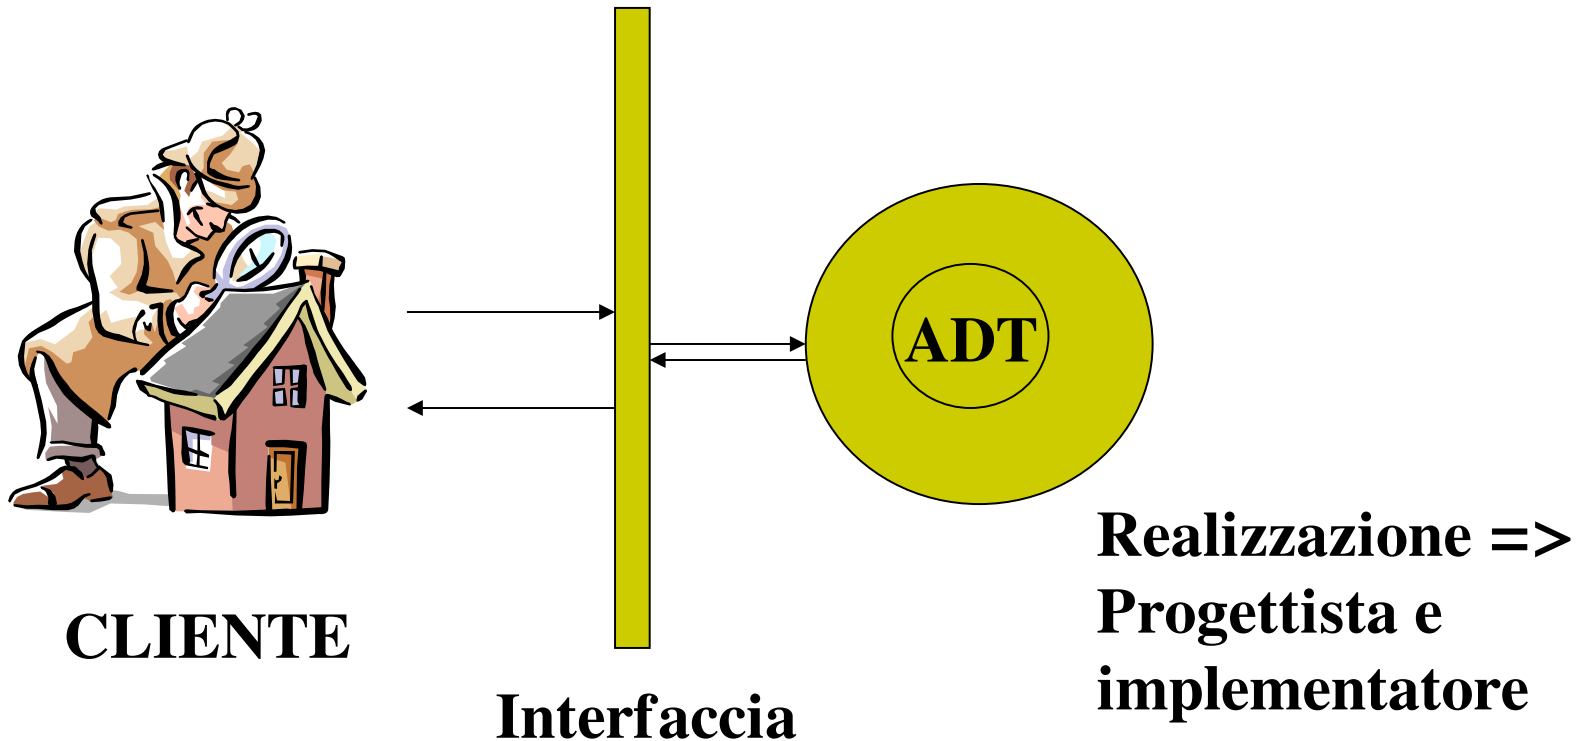 ADT
Realizzazione =>
Progettista e
implementatore
CLIENTE
Interfaccia